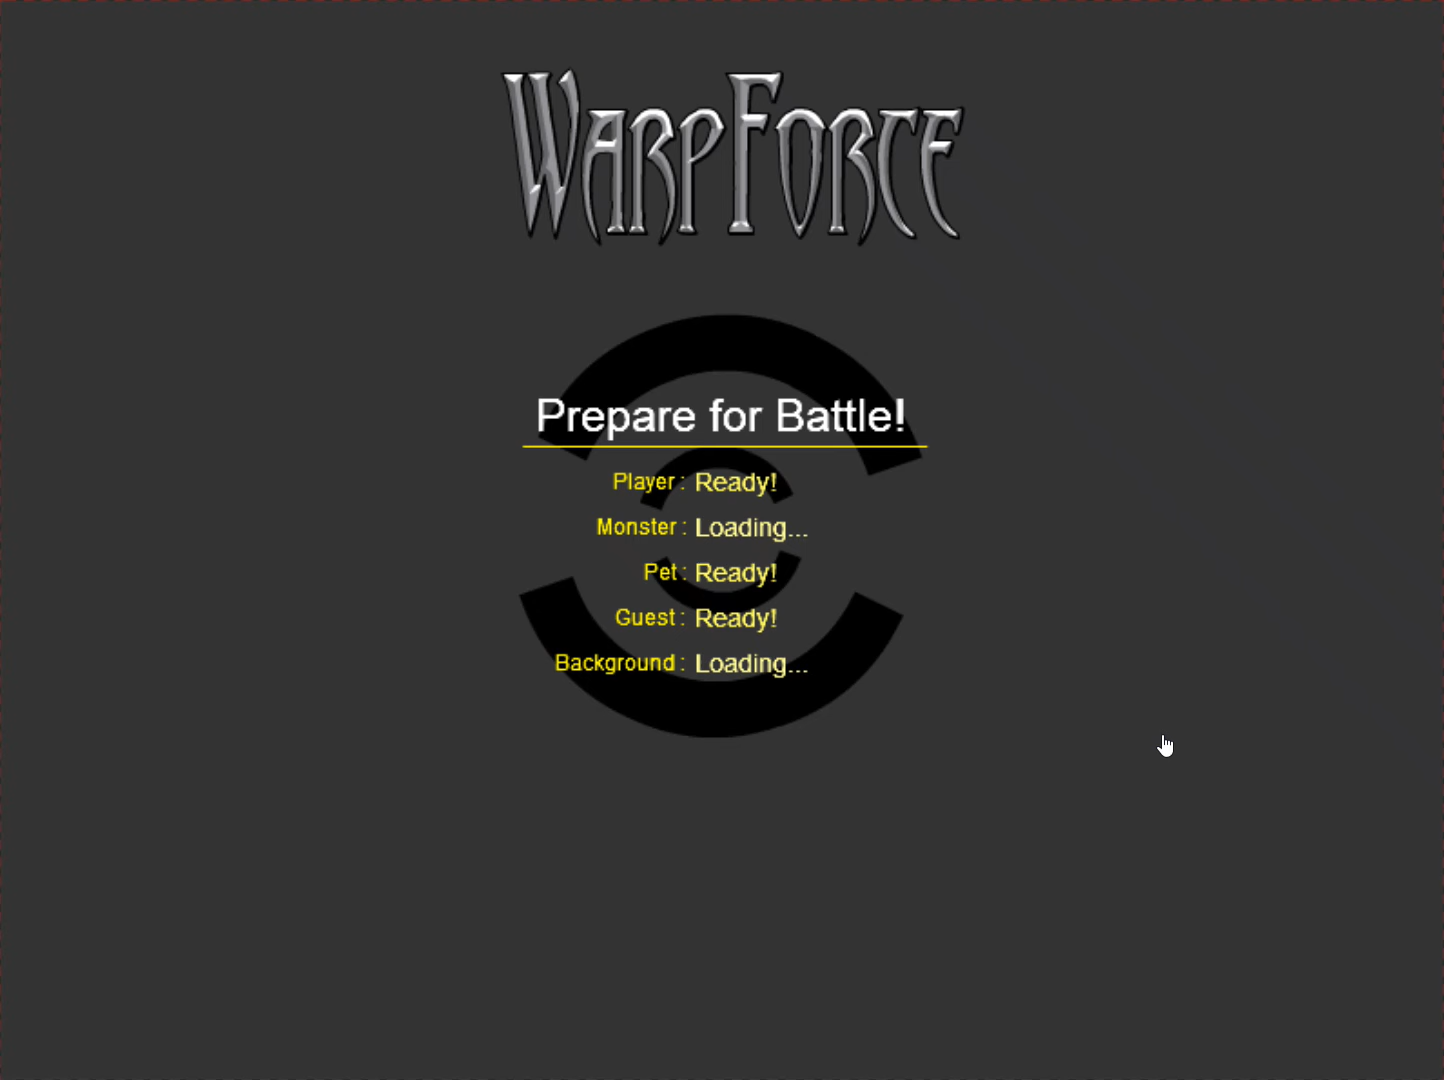 WarpForce
Prepare for Battle!
Player : Ready!
Monster : Loading...
Pet : Ready!
Guest : Ready!
Background : Loading...